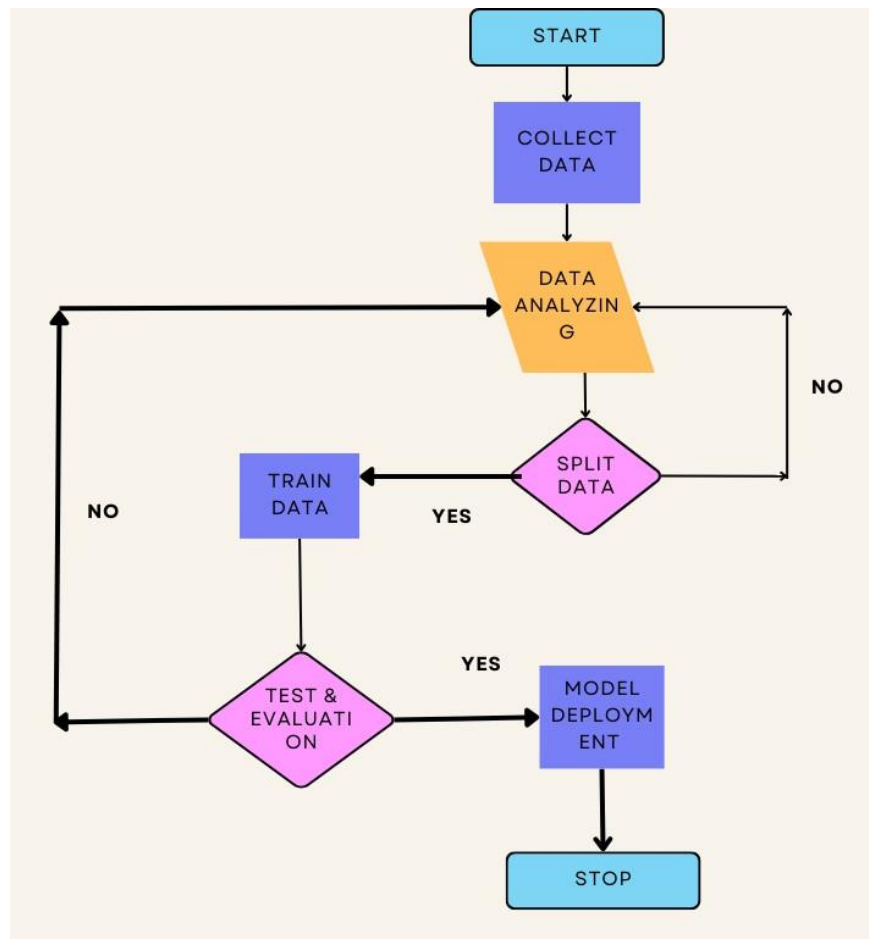 START
COLLECT
DATA
DATA
ANALYZIN
G
NO
SPLIT
DATA
YES
TRAIN
DATA
NO
TEST &
EVALUATI
ON
YES
MODEL
DEPLOYM
ENT
STOP